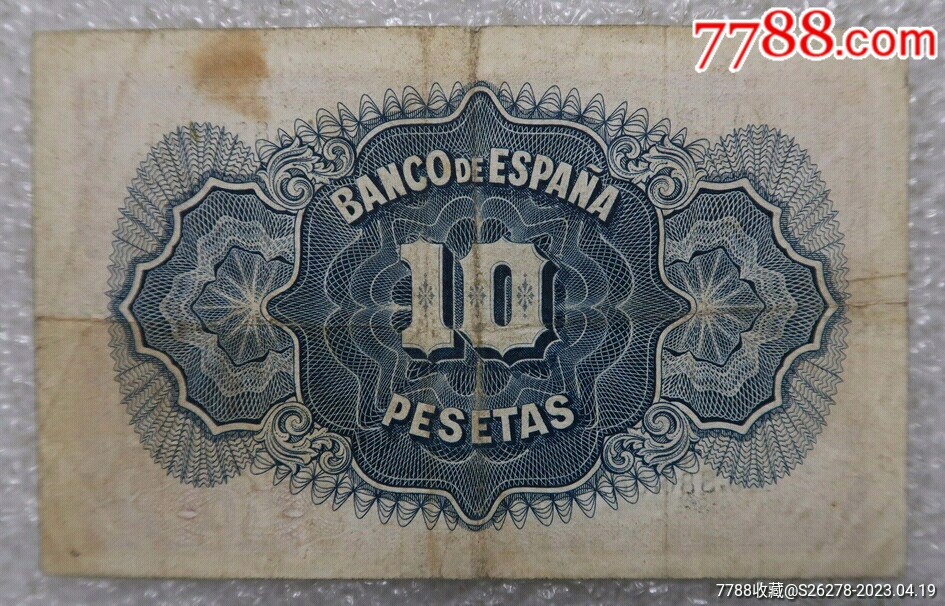 7788.com
BANCO DE ESPAÑA
10
PESETAS
7788收藏@S26278-2023.04.19